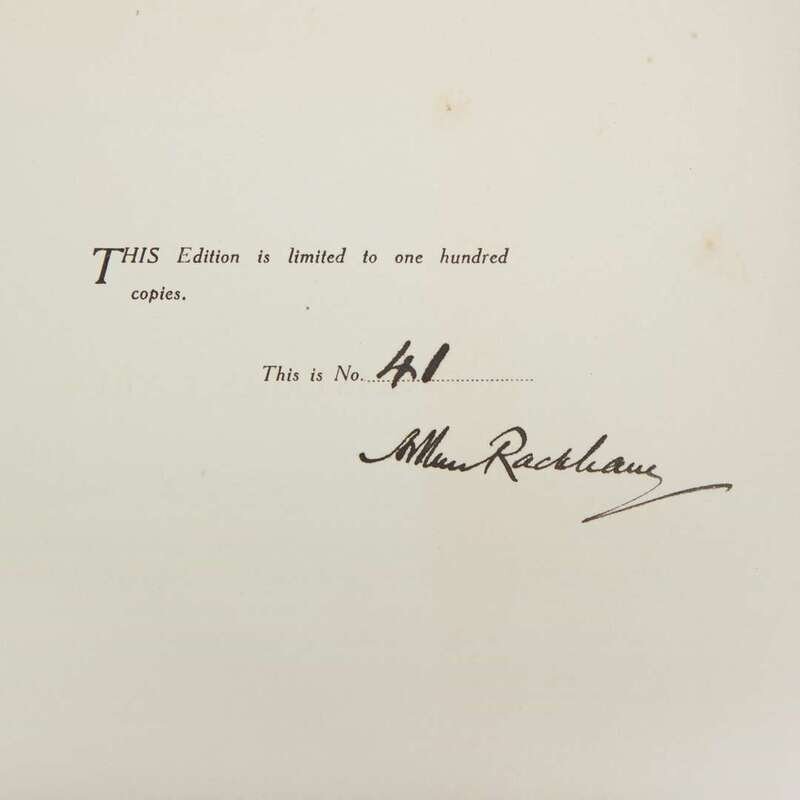 THIS Edition is limited to one hundred
copies.
This is No. 41
Arthur Rackham